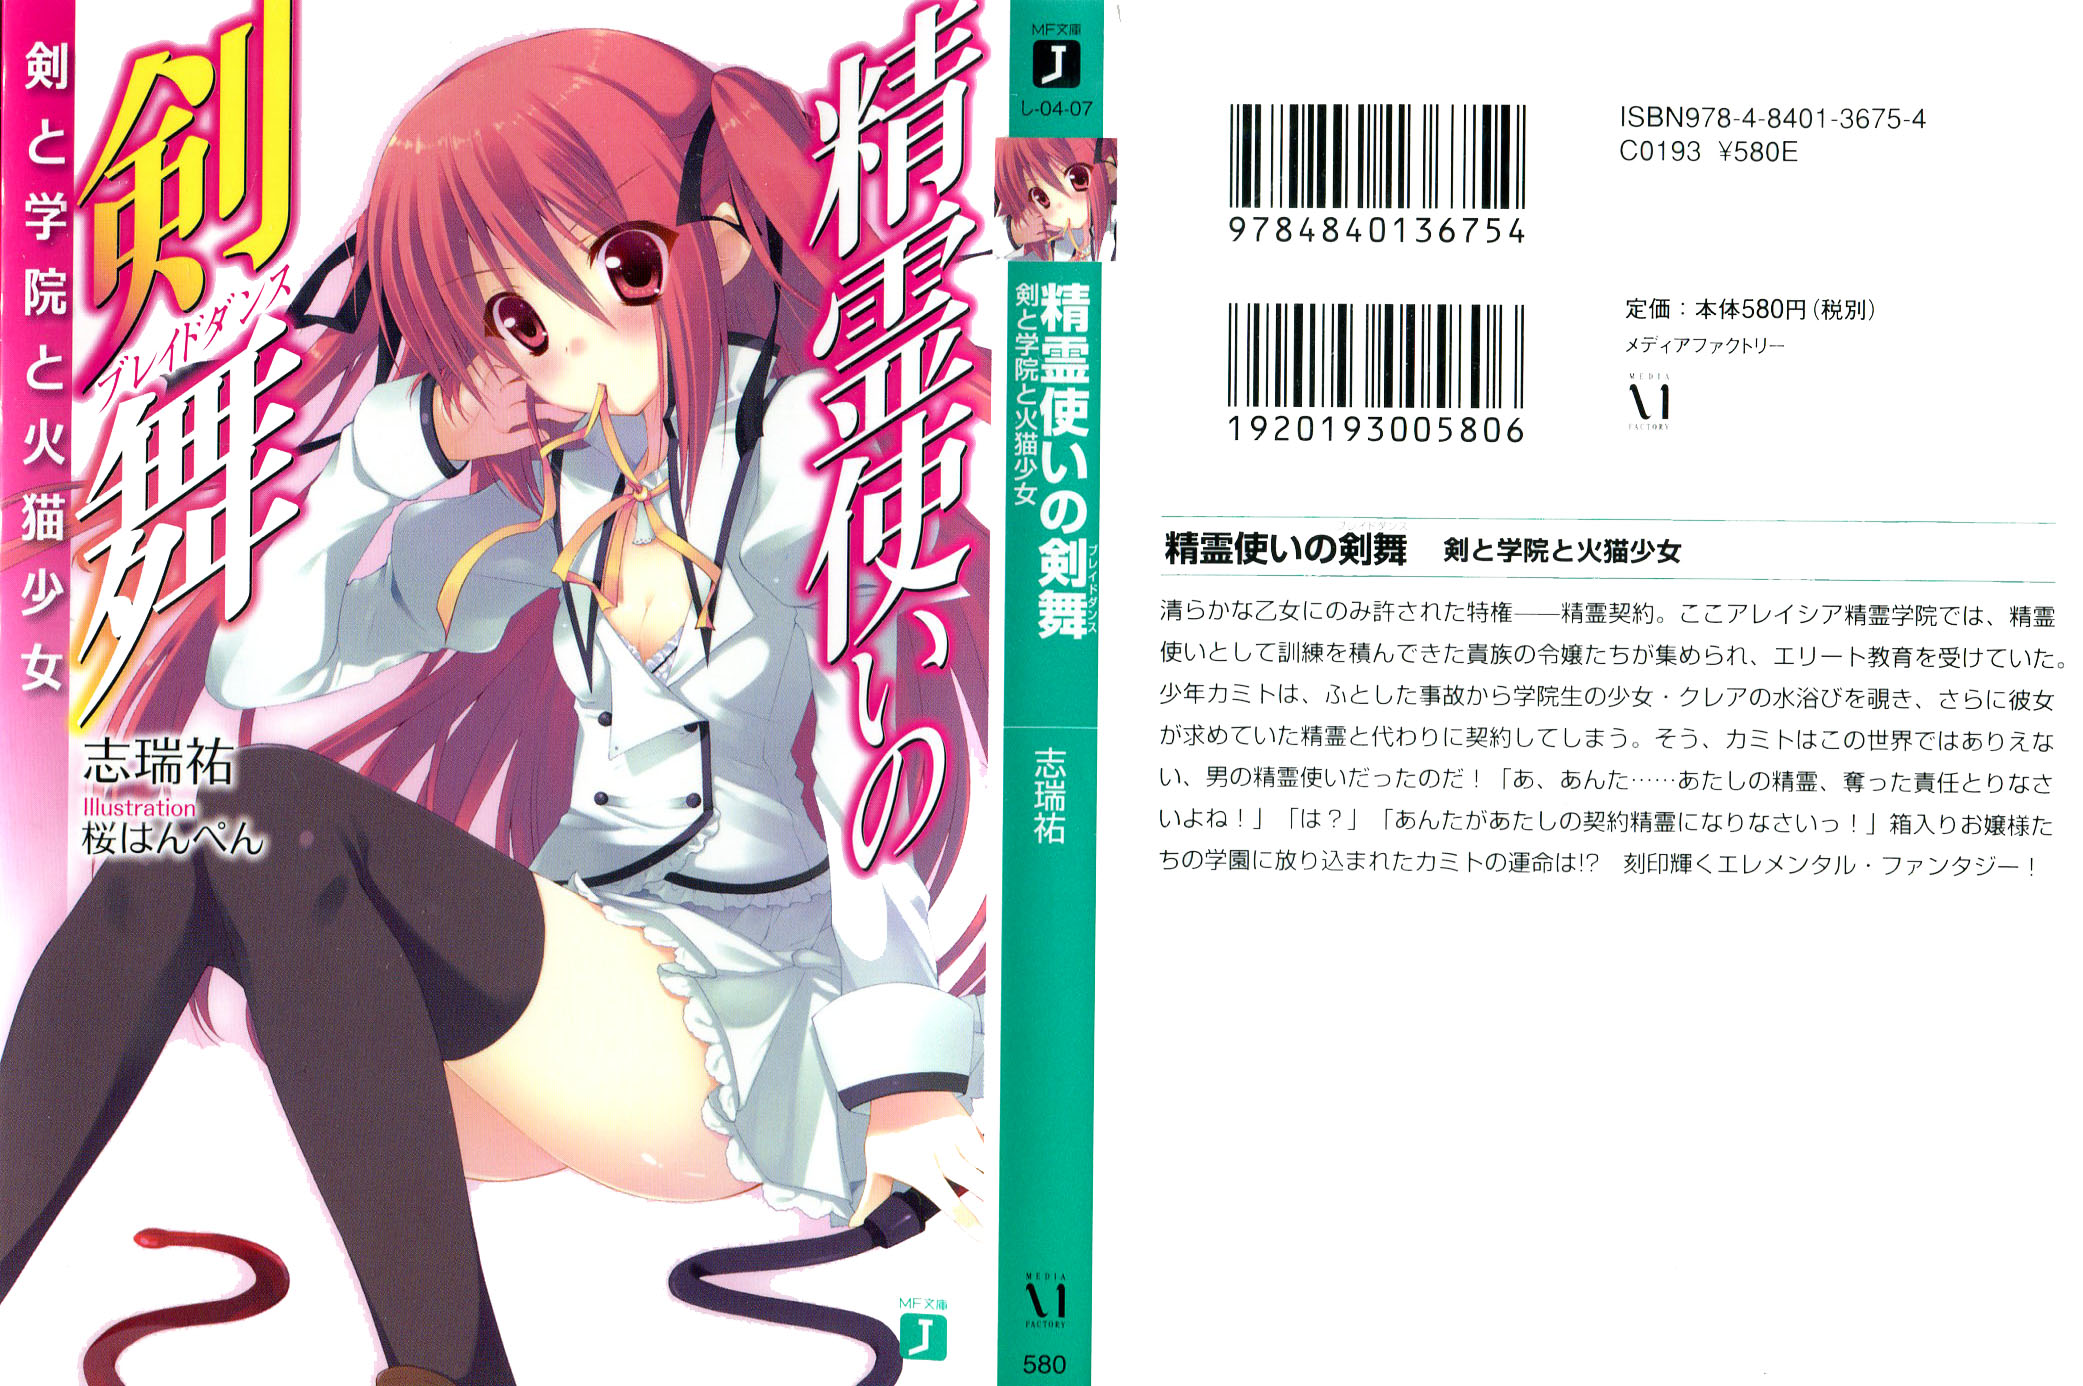 剣と学院と火猫少女
精霊使いの
剣舞
ブレイドダンス
志瑞祐
Illustration
桜はんぺん
MF文庫
J
MF文庫
J
し-04-07
精霊使いの剣舞
ブレイドダンス
剣と学院と火猫少女
志瑞祐
MEDIA
FACTORY
580
9784840136754
ISBN978-4-8401-3675-4
C0193 ¥580E
1920193005806
定価：本体580円（税別）
メディアファクトリー
MEDIA
FACTORY
ブレイドダンス
精霊使いの剣舞 剣と学院と火猫少女
清らかな乙女にのみ許された特権――精霊契約。ここアレイシア精霊学院では、精霊
使いとして訓練を積んできた貴族の令嬢たちが集められ、エリート教育を受けていた。
少年カミトは、ふとした事故から学院生の少女・クレアの水浴びを覗き、さらに彼女
が求めていた精霊と代わりに契約してしまう。そう、カミトはこの世界ではありえな
い、男の精霊使いだったのだ！「あ、あんた……あたしの精霊、奪った責任とりなさ
いよね！」「は？」「あんたがあたしの契約精霊になりなさいっ！」箱入りお嬢様た
ちの学園に放り込まれたカミトの運命は!?　刻印輝くエレメンタル・ファンタジー！